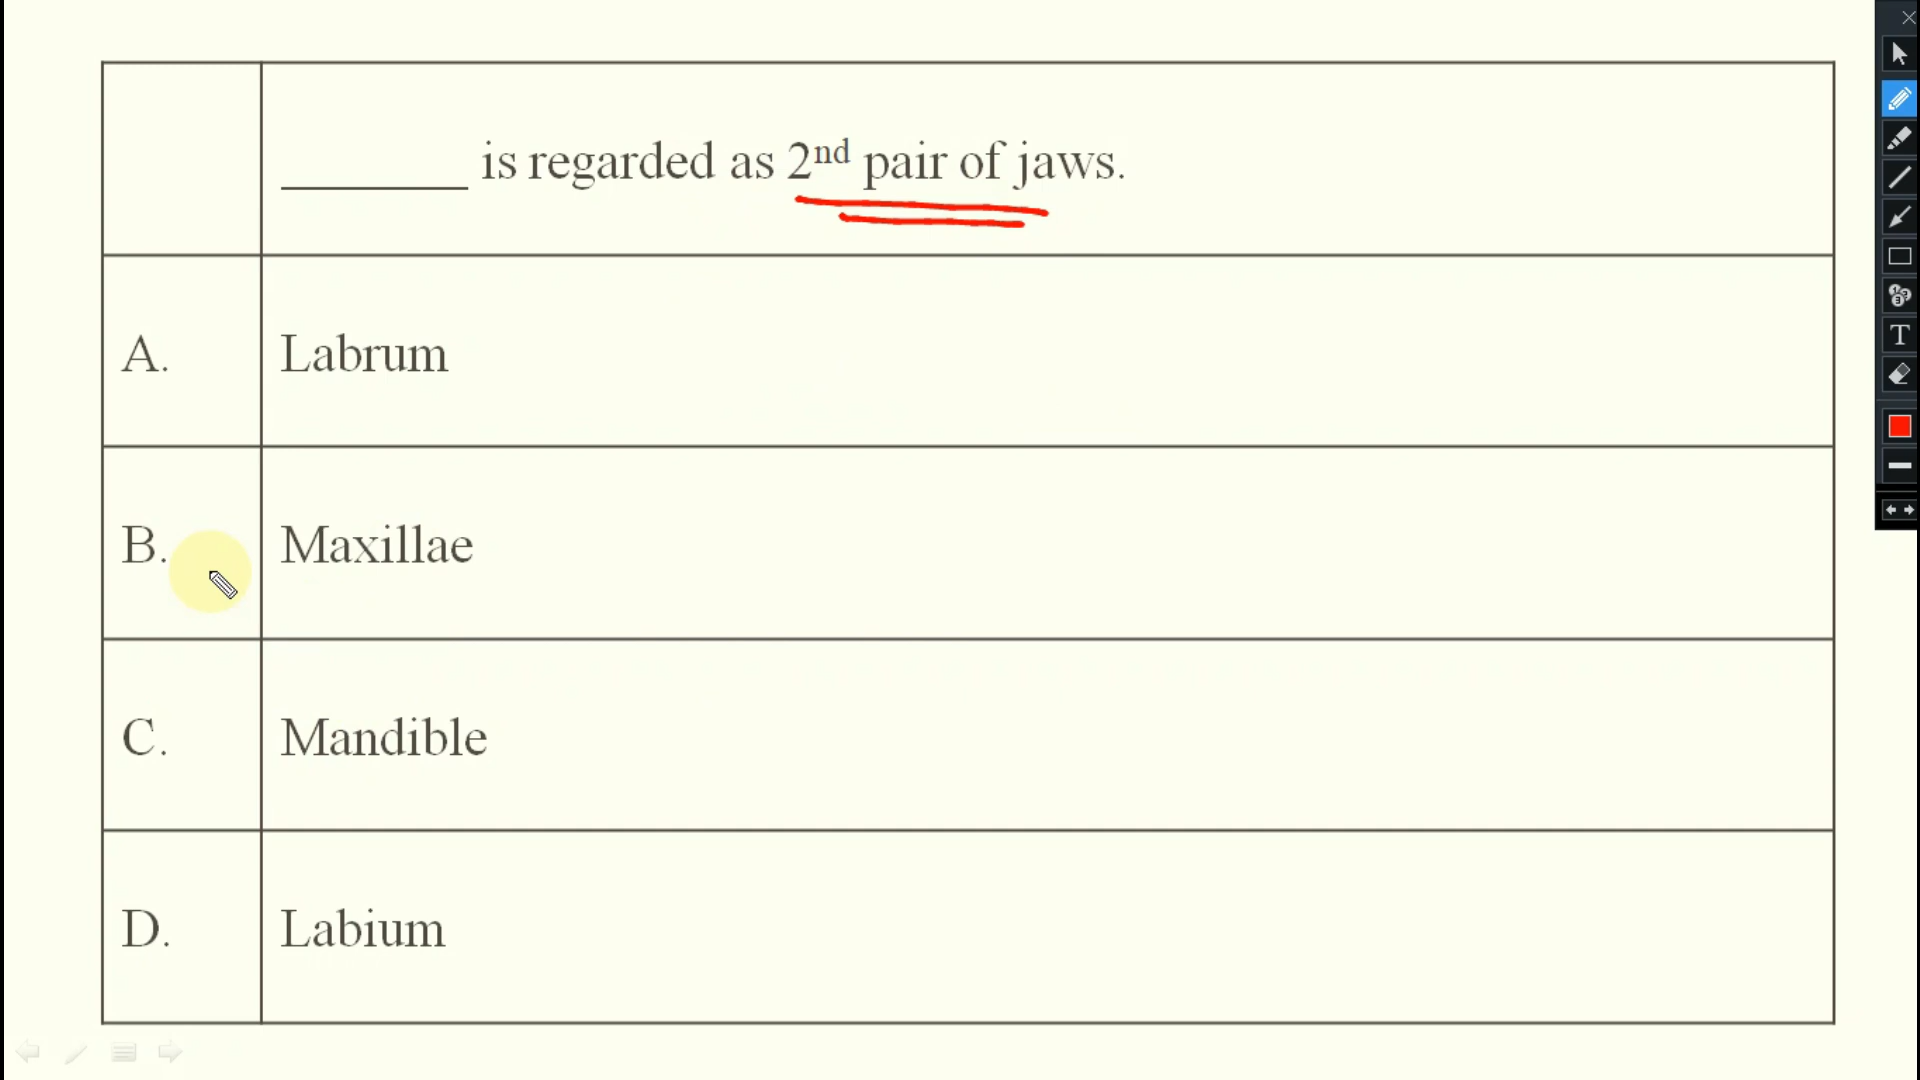 _______ is regarded as 2nd pair of jaws.
A. Labrum
B. Maxillae
C. Mandible
D. Labium
T